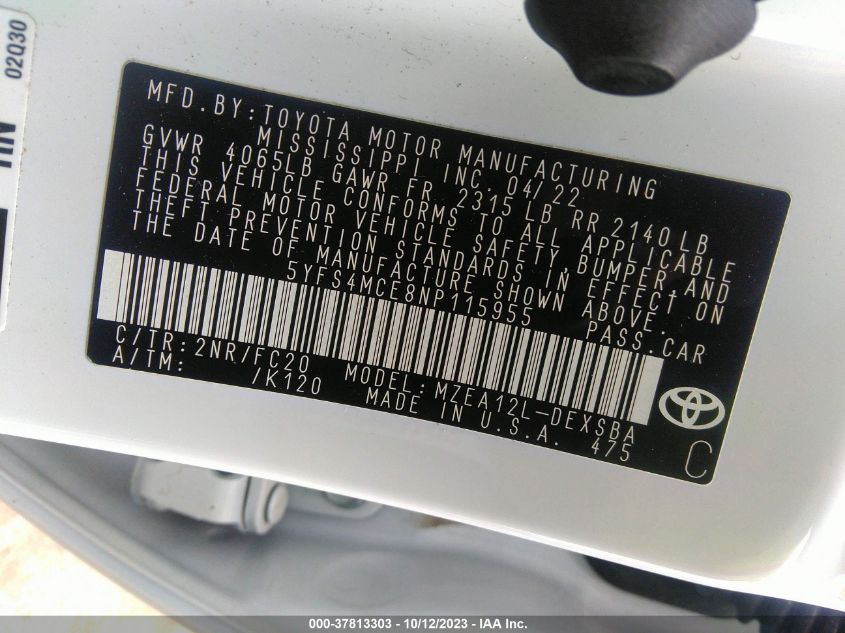 02Q30
MFD.BY:TOYOTA MOTOR MANUFACTURING
MISSISSIPPI INC. 04/22
GVWR 4065LB GAWR FR 2315 LB RR 2140LB
THIS VEHICLE CONFORMS TO ALL APPLICABLE
FEDERAL MOTOR VEHICLE SAFETY,BUMPER,AND
THEFT PREVENTION STANDARDS IN EFFECT ON
THE DATE OF MANUFACTURE SHOWN ABOVE.
5YFS4MCE8NP115955 PASS.CAR
C/TR:2NR/FC20 MODEL:MZEA12L-DEXSBA
A/TM: /K120 MADE IN U.S.A. 475
C
000-37813303 - 10/12/2023 - IAA Inc.